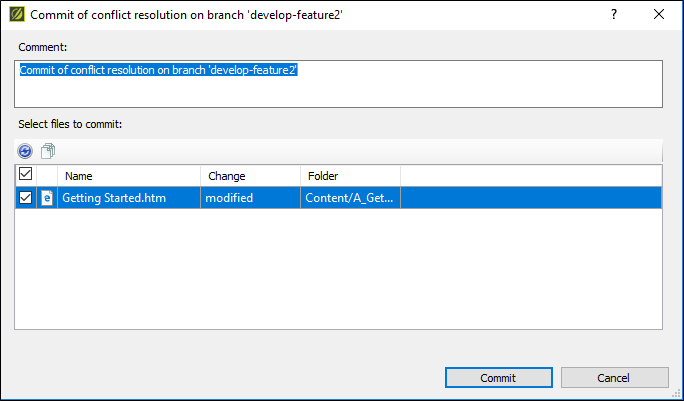 Commit of conflict resolution on branch 'develop-feature2'
?
Comment:
Commit of conflict resolution on branch 'develop-feature2'
Select files to commit:
Name Change Folder
Getting Started.htm modified Content/A_Get...
Commit Cancel